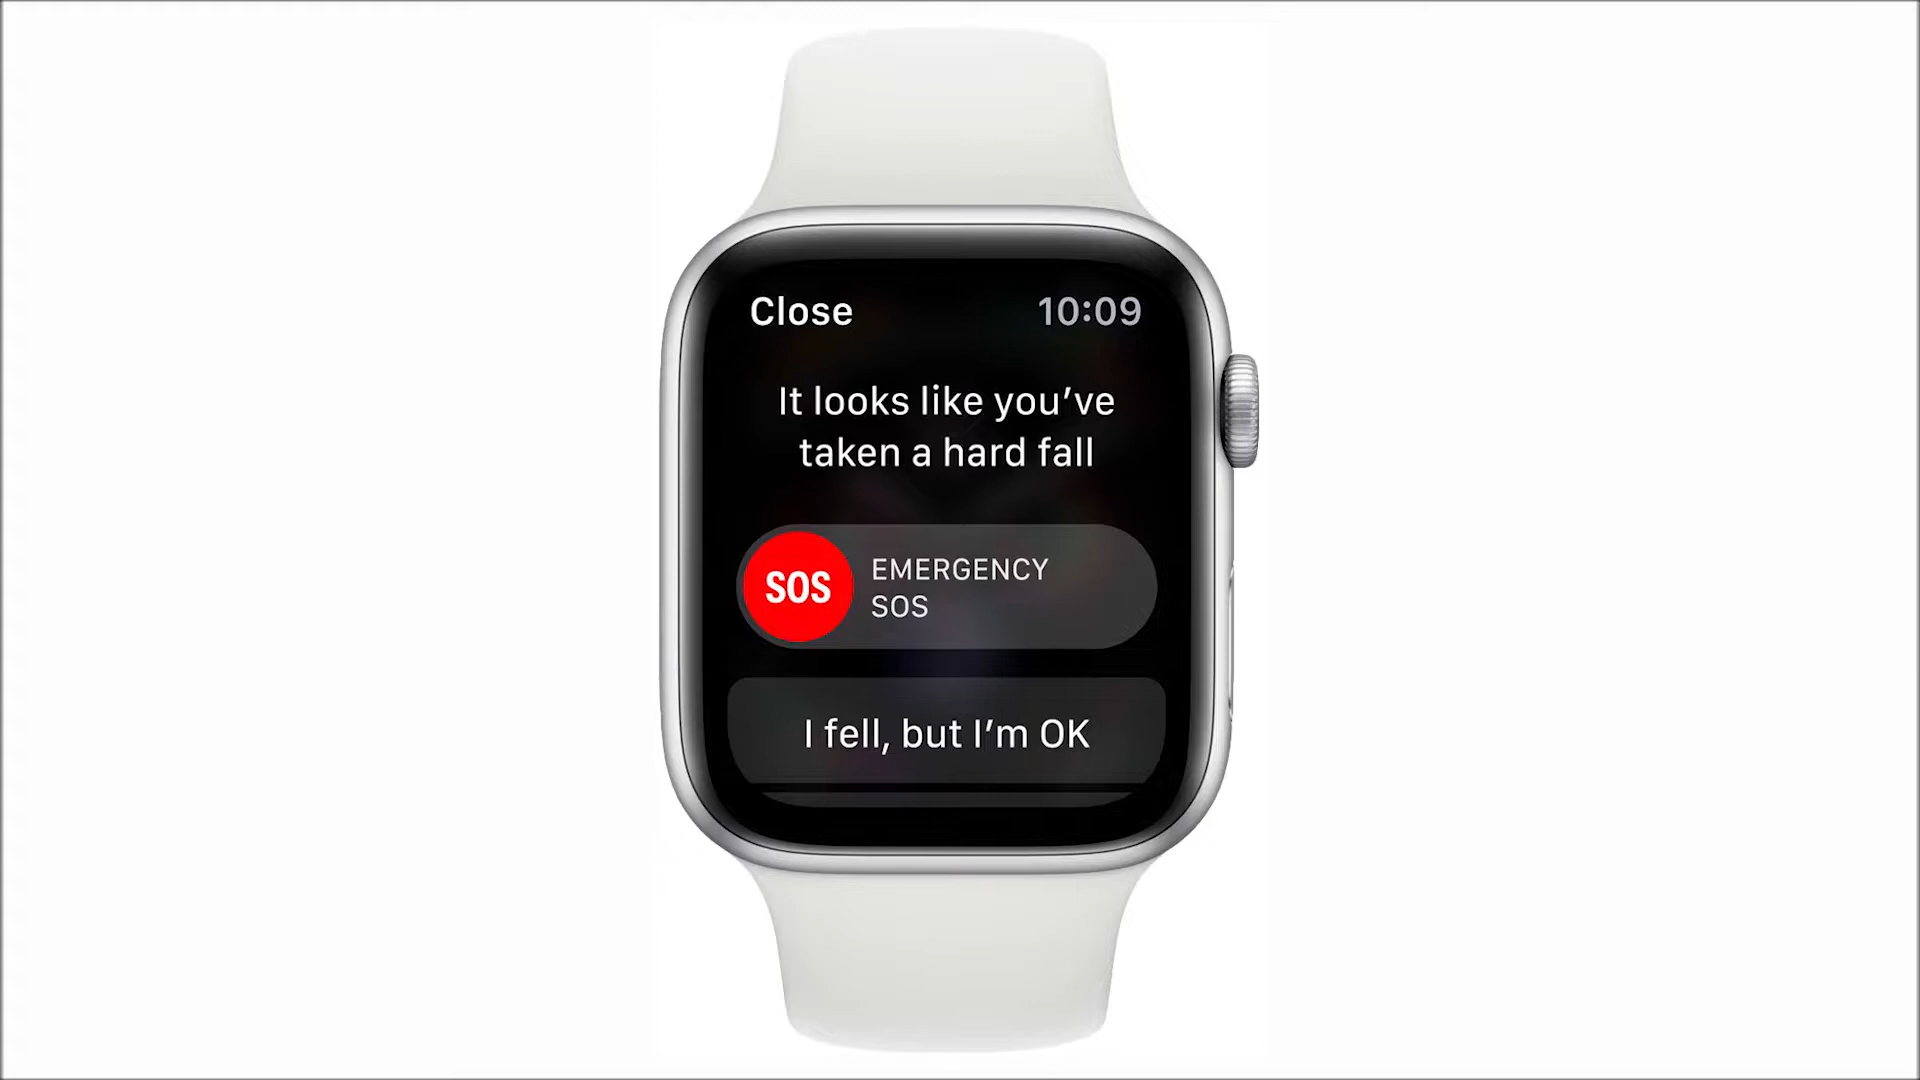 Close 10:09
It looks like you’ve
taken a hard fall
SOS EMERGENCY
SOS
I fell, but I’m OK